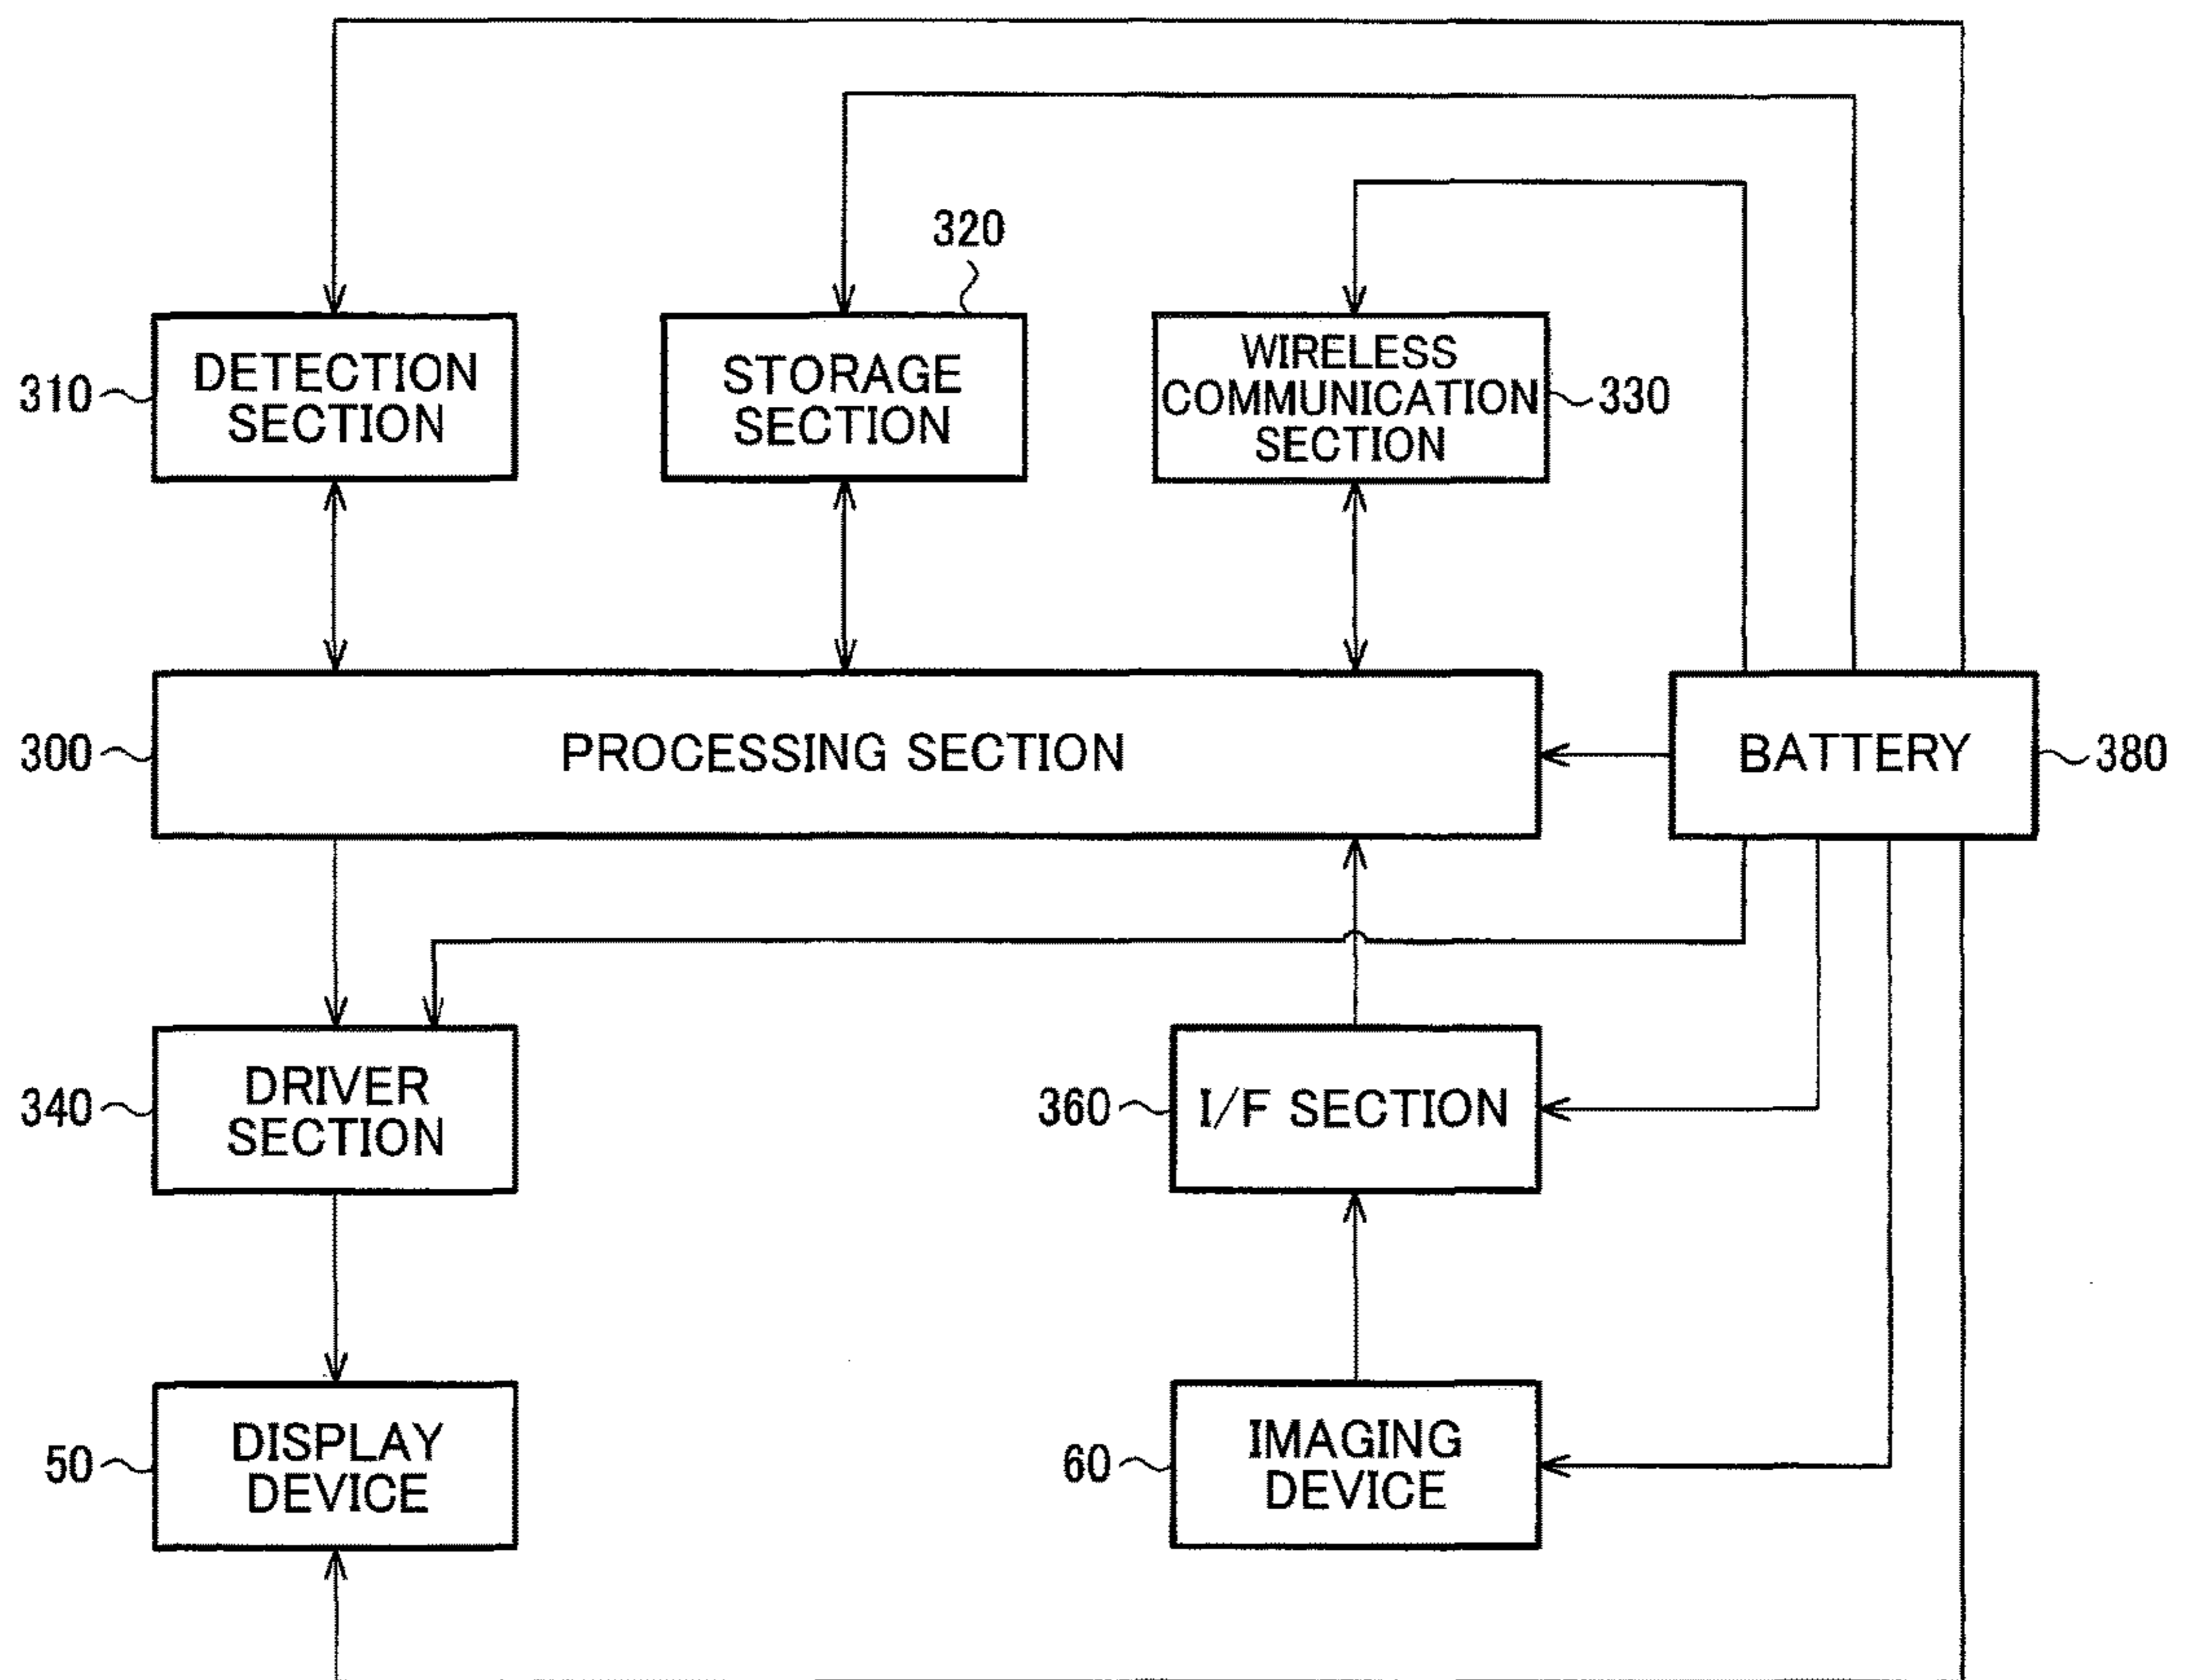 320
310
DETECTION
SECTION
STORAGE
SECTION
WIRELESS
COMMUNICATION
SECTION
330
300
PROCESSING SECTION
BATTERY
380
340
DRIVER
SECTION
360
I/F SECTION
50
DISPLAY
DEVICE
60
IMAGING
DEVICE